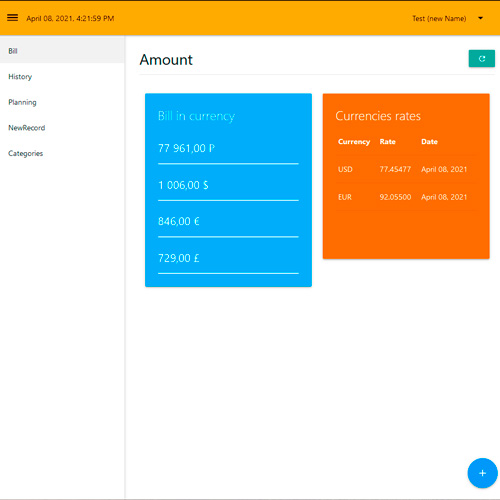 April 08, 2021, 4:21:59 PM
Test (new Name)
Bill
History
Planning
NewRecord
Categories
Amount
Bill in currency
77 961,00 ₽
1 006,00 $
846,00 €
729,00 £
Currencies rates
Currency Rate Date
USD 77.45477 April 08, 2021
EUR 92.05500 April 08, 2021
+